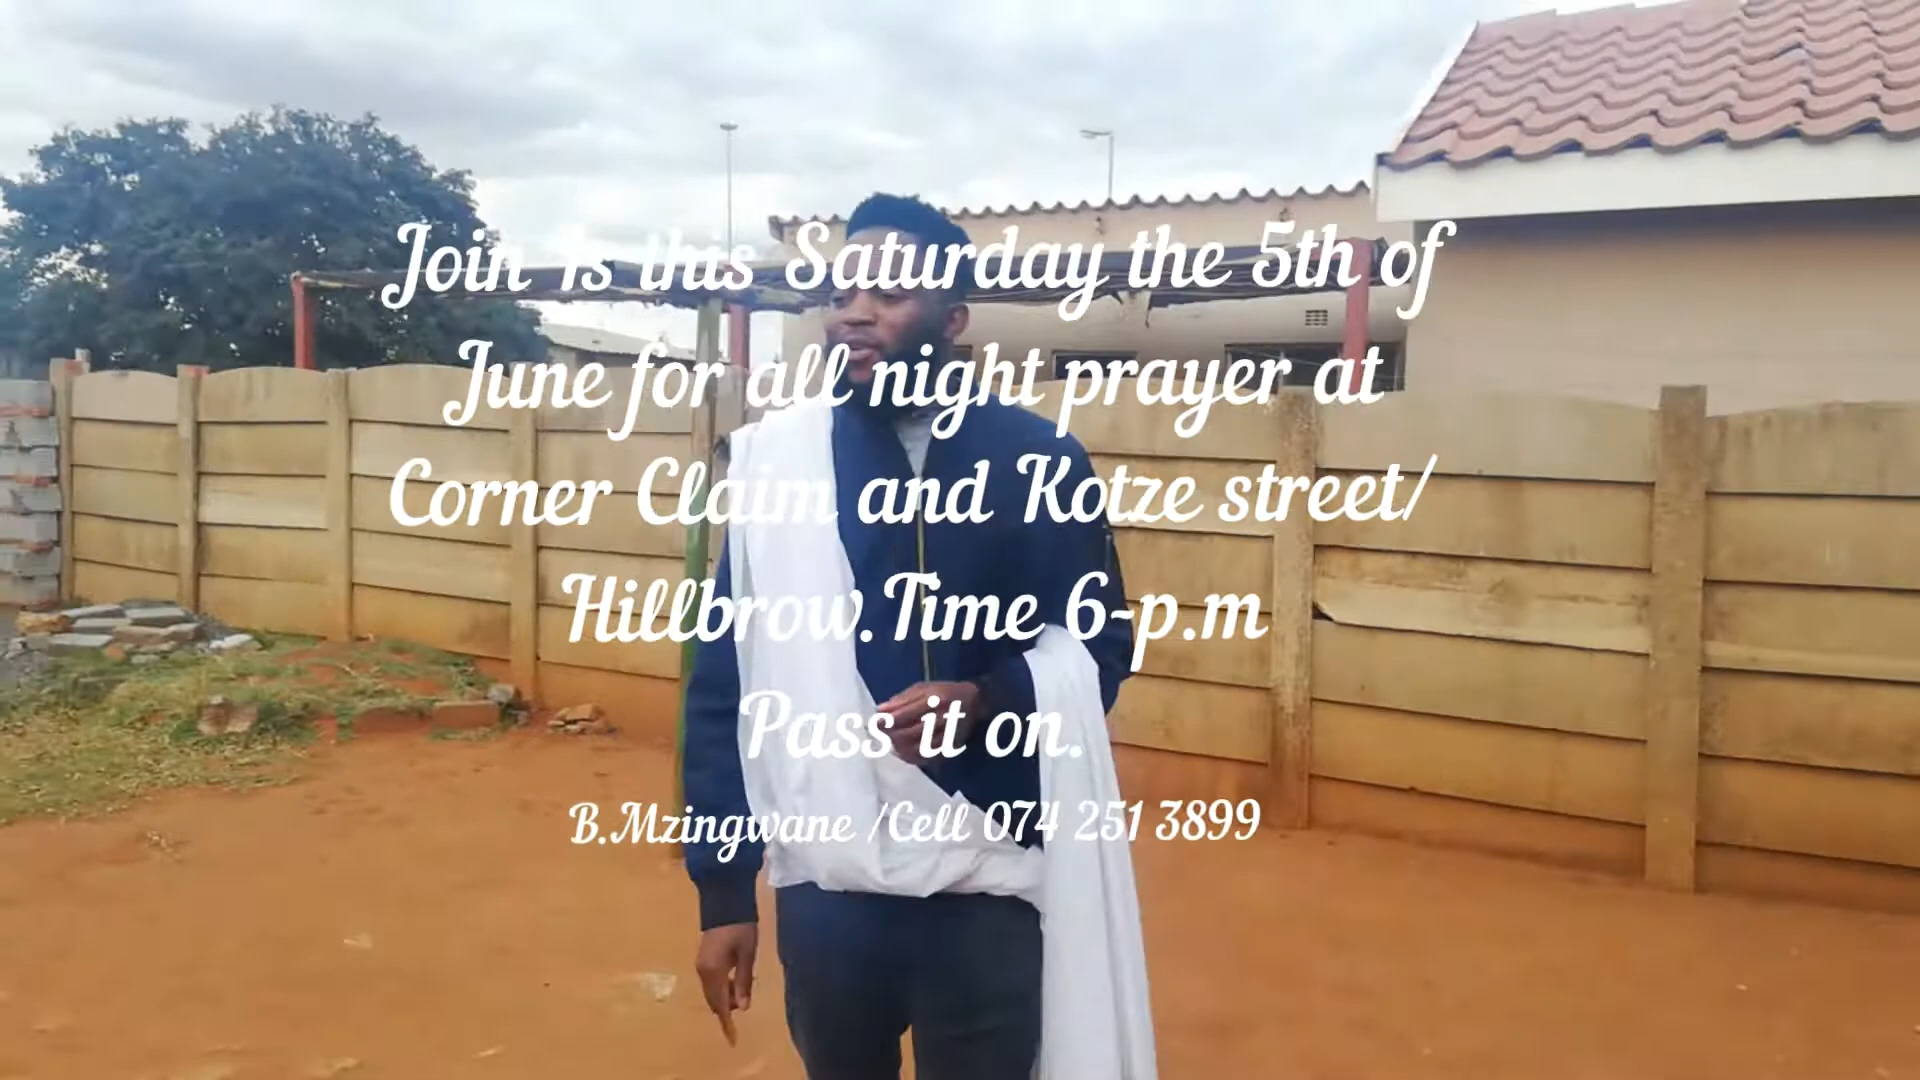 Join Is this Saturday the 5th of
June for all night prayer at
Corner Claim and Kotze street/
Hillbrow.Time 6-p.m
Pass it on.
B.Mzingwane /Cell 074 251 3899